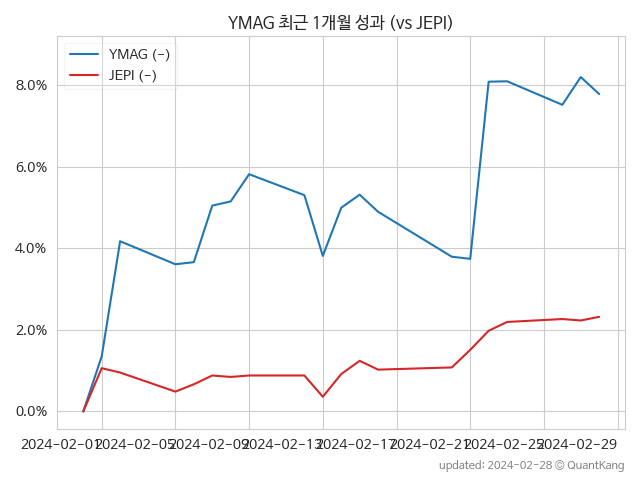 YMAG 최근 1개월 성과 (vs JEPI)
YMAG (-)
JEPI (-)
8.0%
6.0%
4.0%
2.0%
0.0%
2024-02-01 2024-02-05 2024-02-09 2024-02-13 2024-02-17 2024-02-21 2024-02-25 2024-02-29
updated: 2024-02-28 © QuantKang